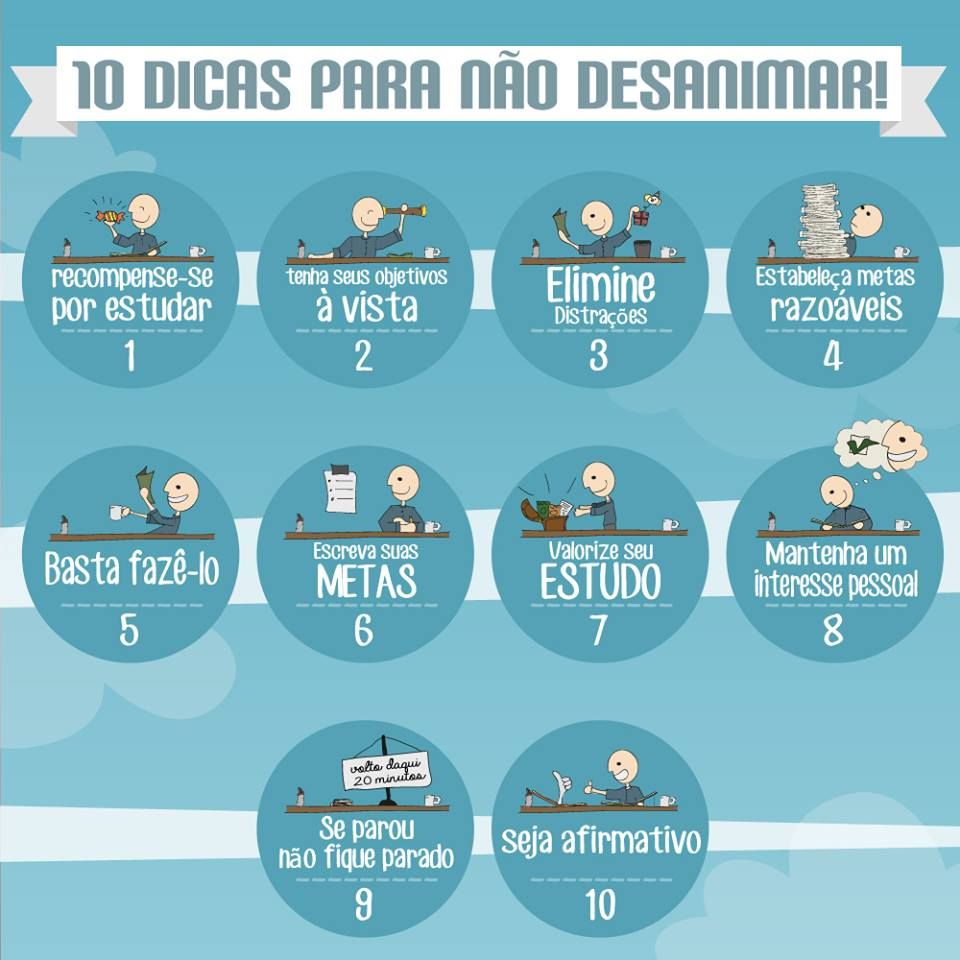 10 DICAS PARA NÃO DESANIMAR!
recompense-se
por estudar
1
tenha seus objetivos
à vista
2
Elimine
Distrações
3
Estabeleça metas
razoáveis
4
Basta fazê-lo
5
Escreva suas
METAS
6
Valorize seu
ESTUDO
7
Mantenha um
interesse pessoal
8
volto daqui
20 minutos
Se parou
não fique parado
9
seja afirmativo
10